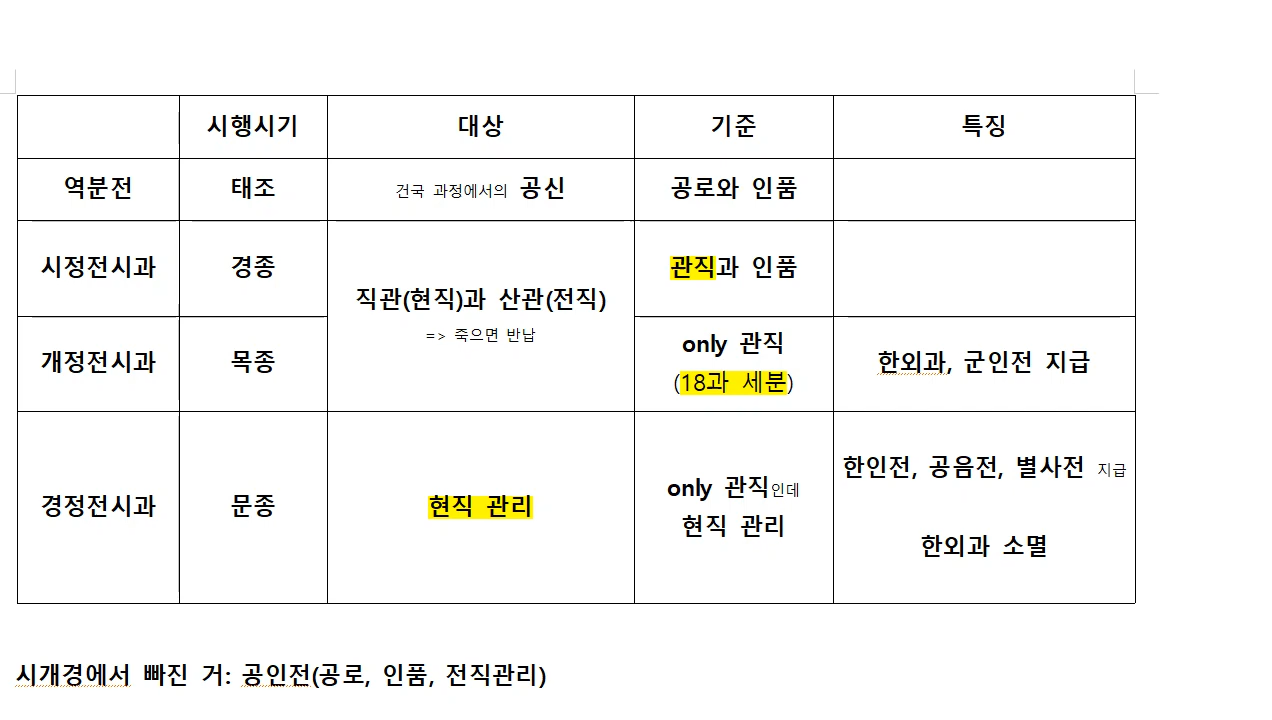 시행시기 대상 기준 특징
역분전 태조 건국 과정에서의 공신 공로와 인품
시정전시과 경종 직관(현직)과 산관(전직) 관직과 인품
=> 죽으면 반납
개정전시과 목종 only 관직 한외과, 군인전 지급
(18과 세분)
경정전시과 문종 현직 관리 only 관직인데 한인전, 공음전, 별사전 지급
현직 관리 한외과 소멸
시개경에서 빠진 거: 공인전(공로, 인품, 전직관리)